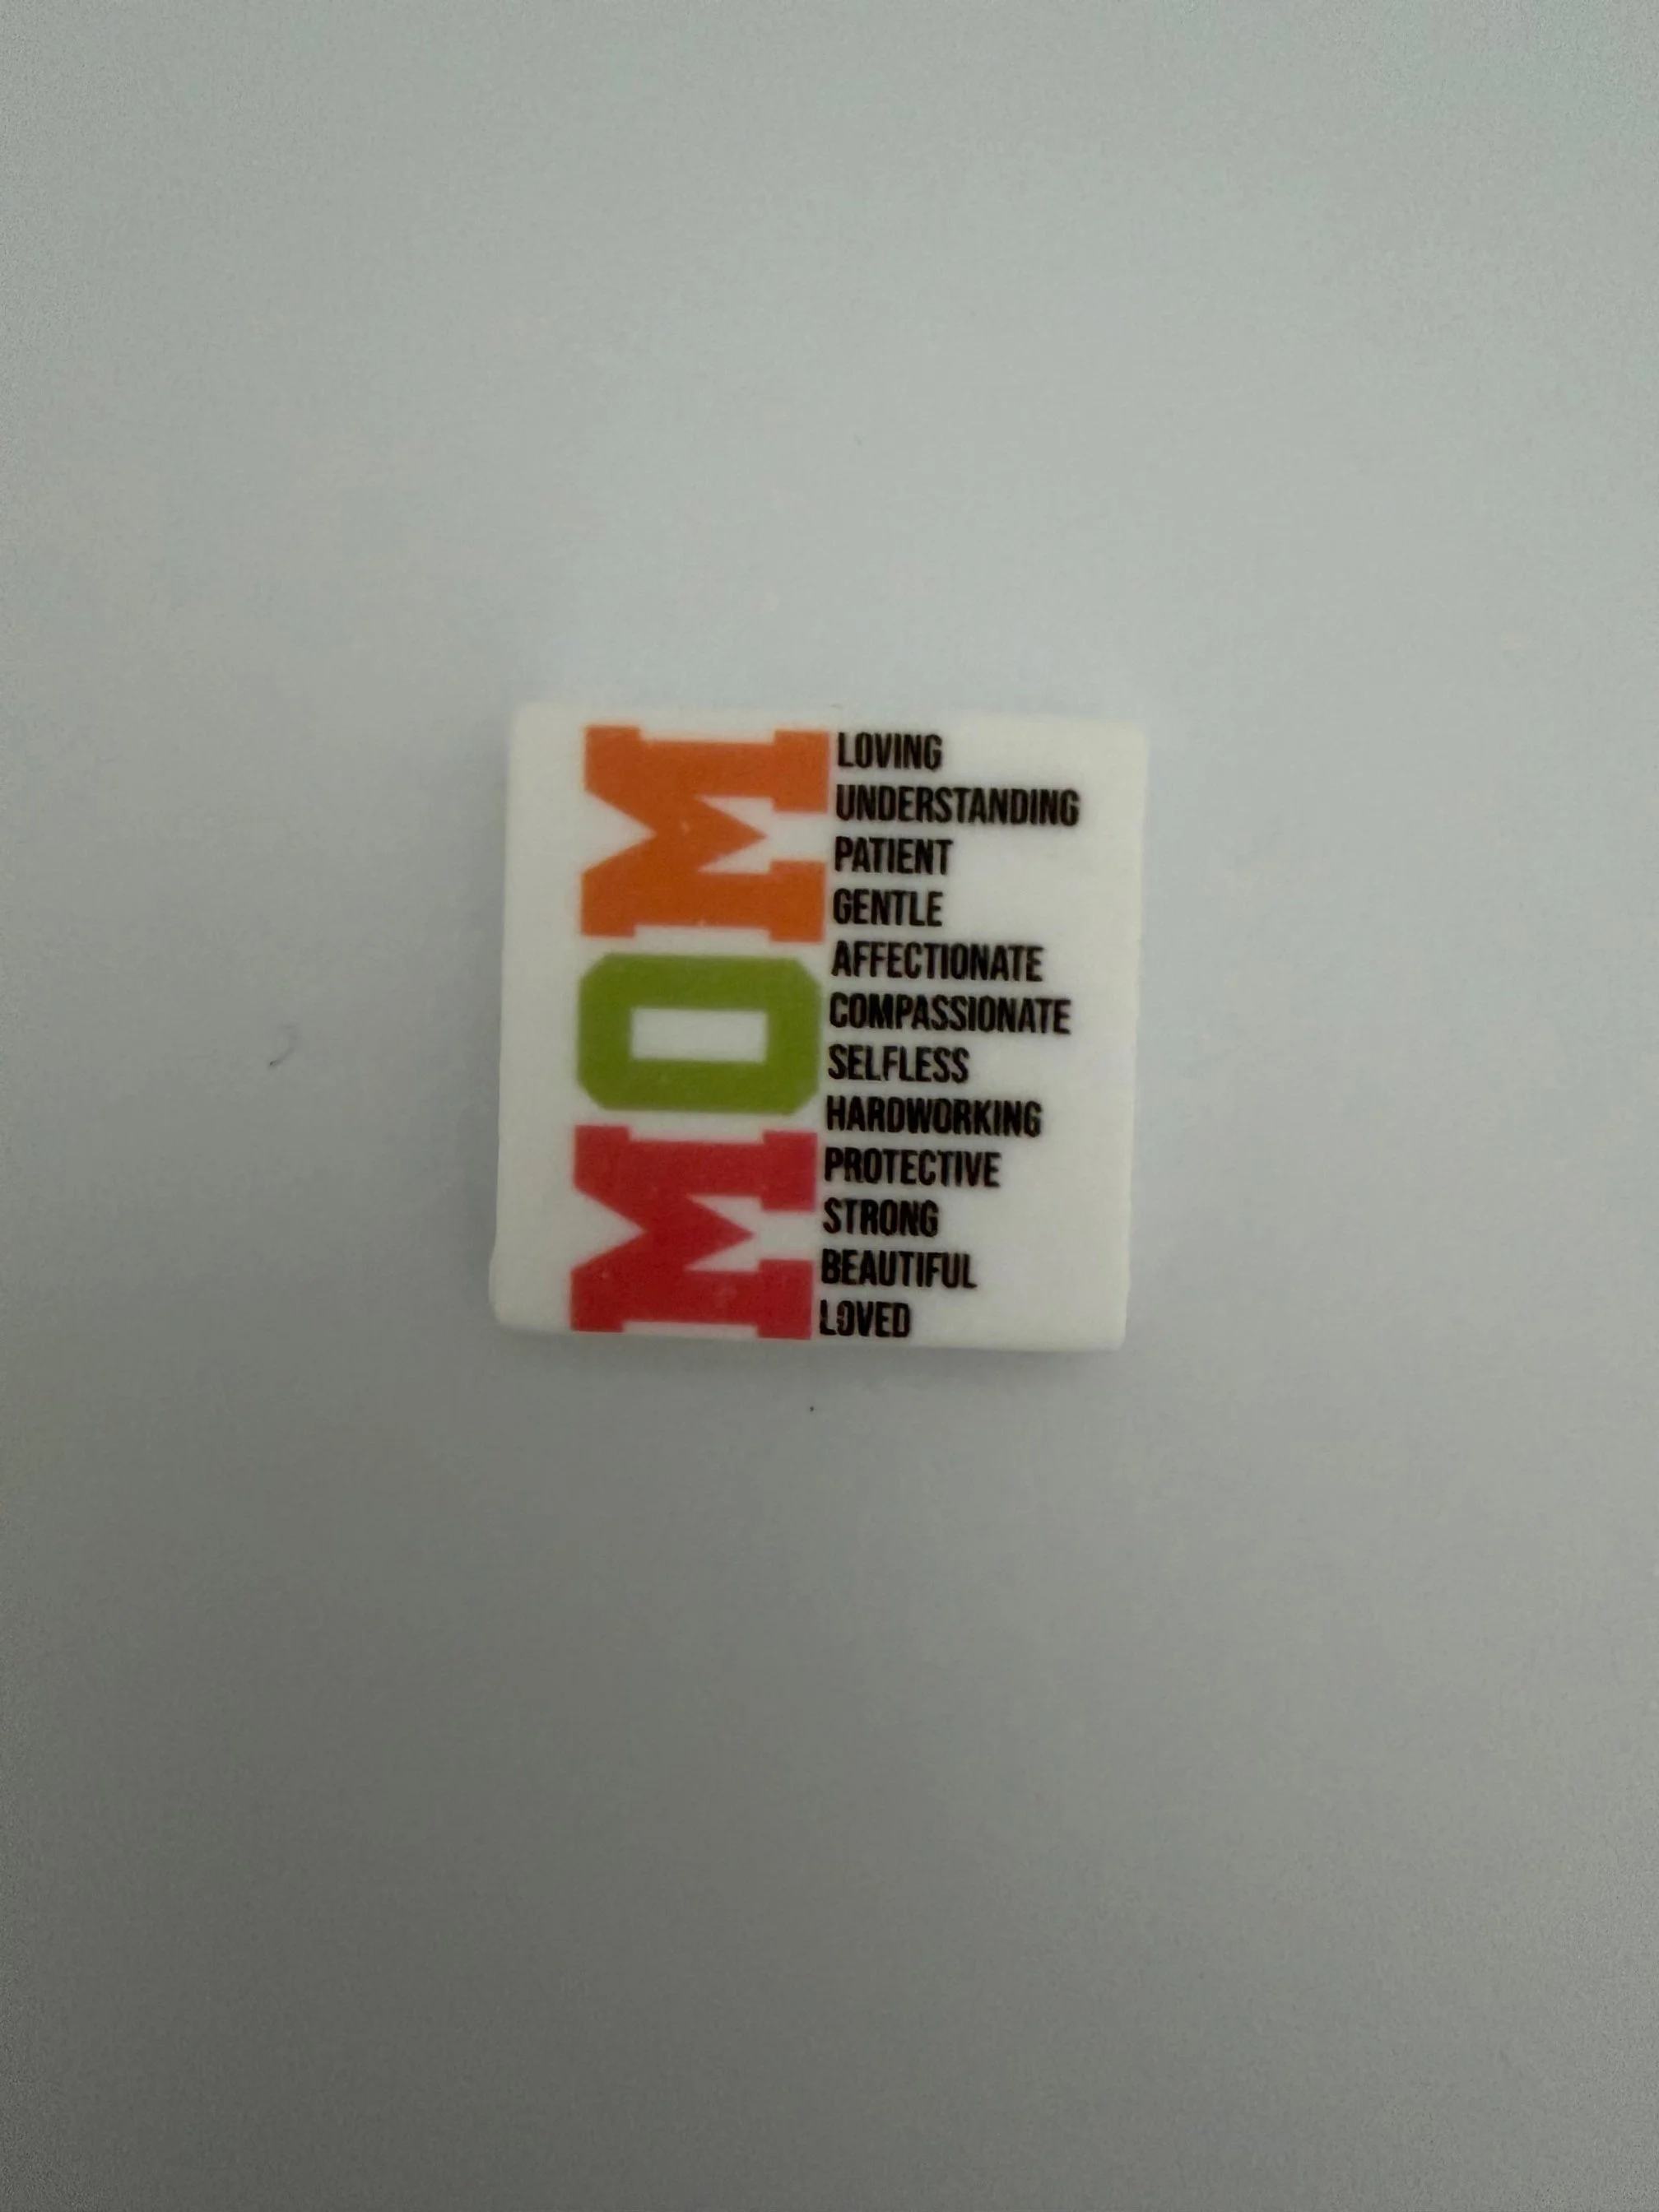 MOM
LOVING
UNDERSTANDING
PATIENT
GENTLE
AFFECTIONATE
COMPASSIONATE
SELFLESS
HARDWORKING
PROTECTIVE
STRONG
BEAUTIFUL
LOVED